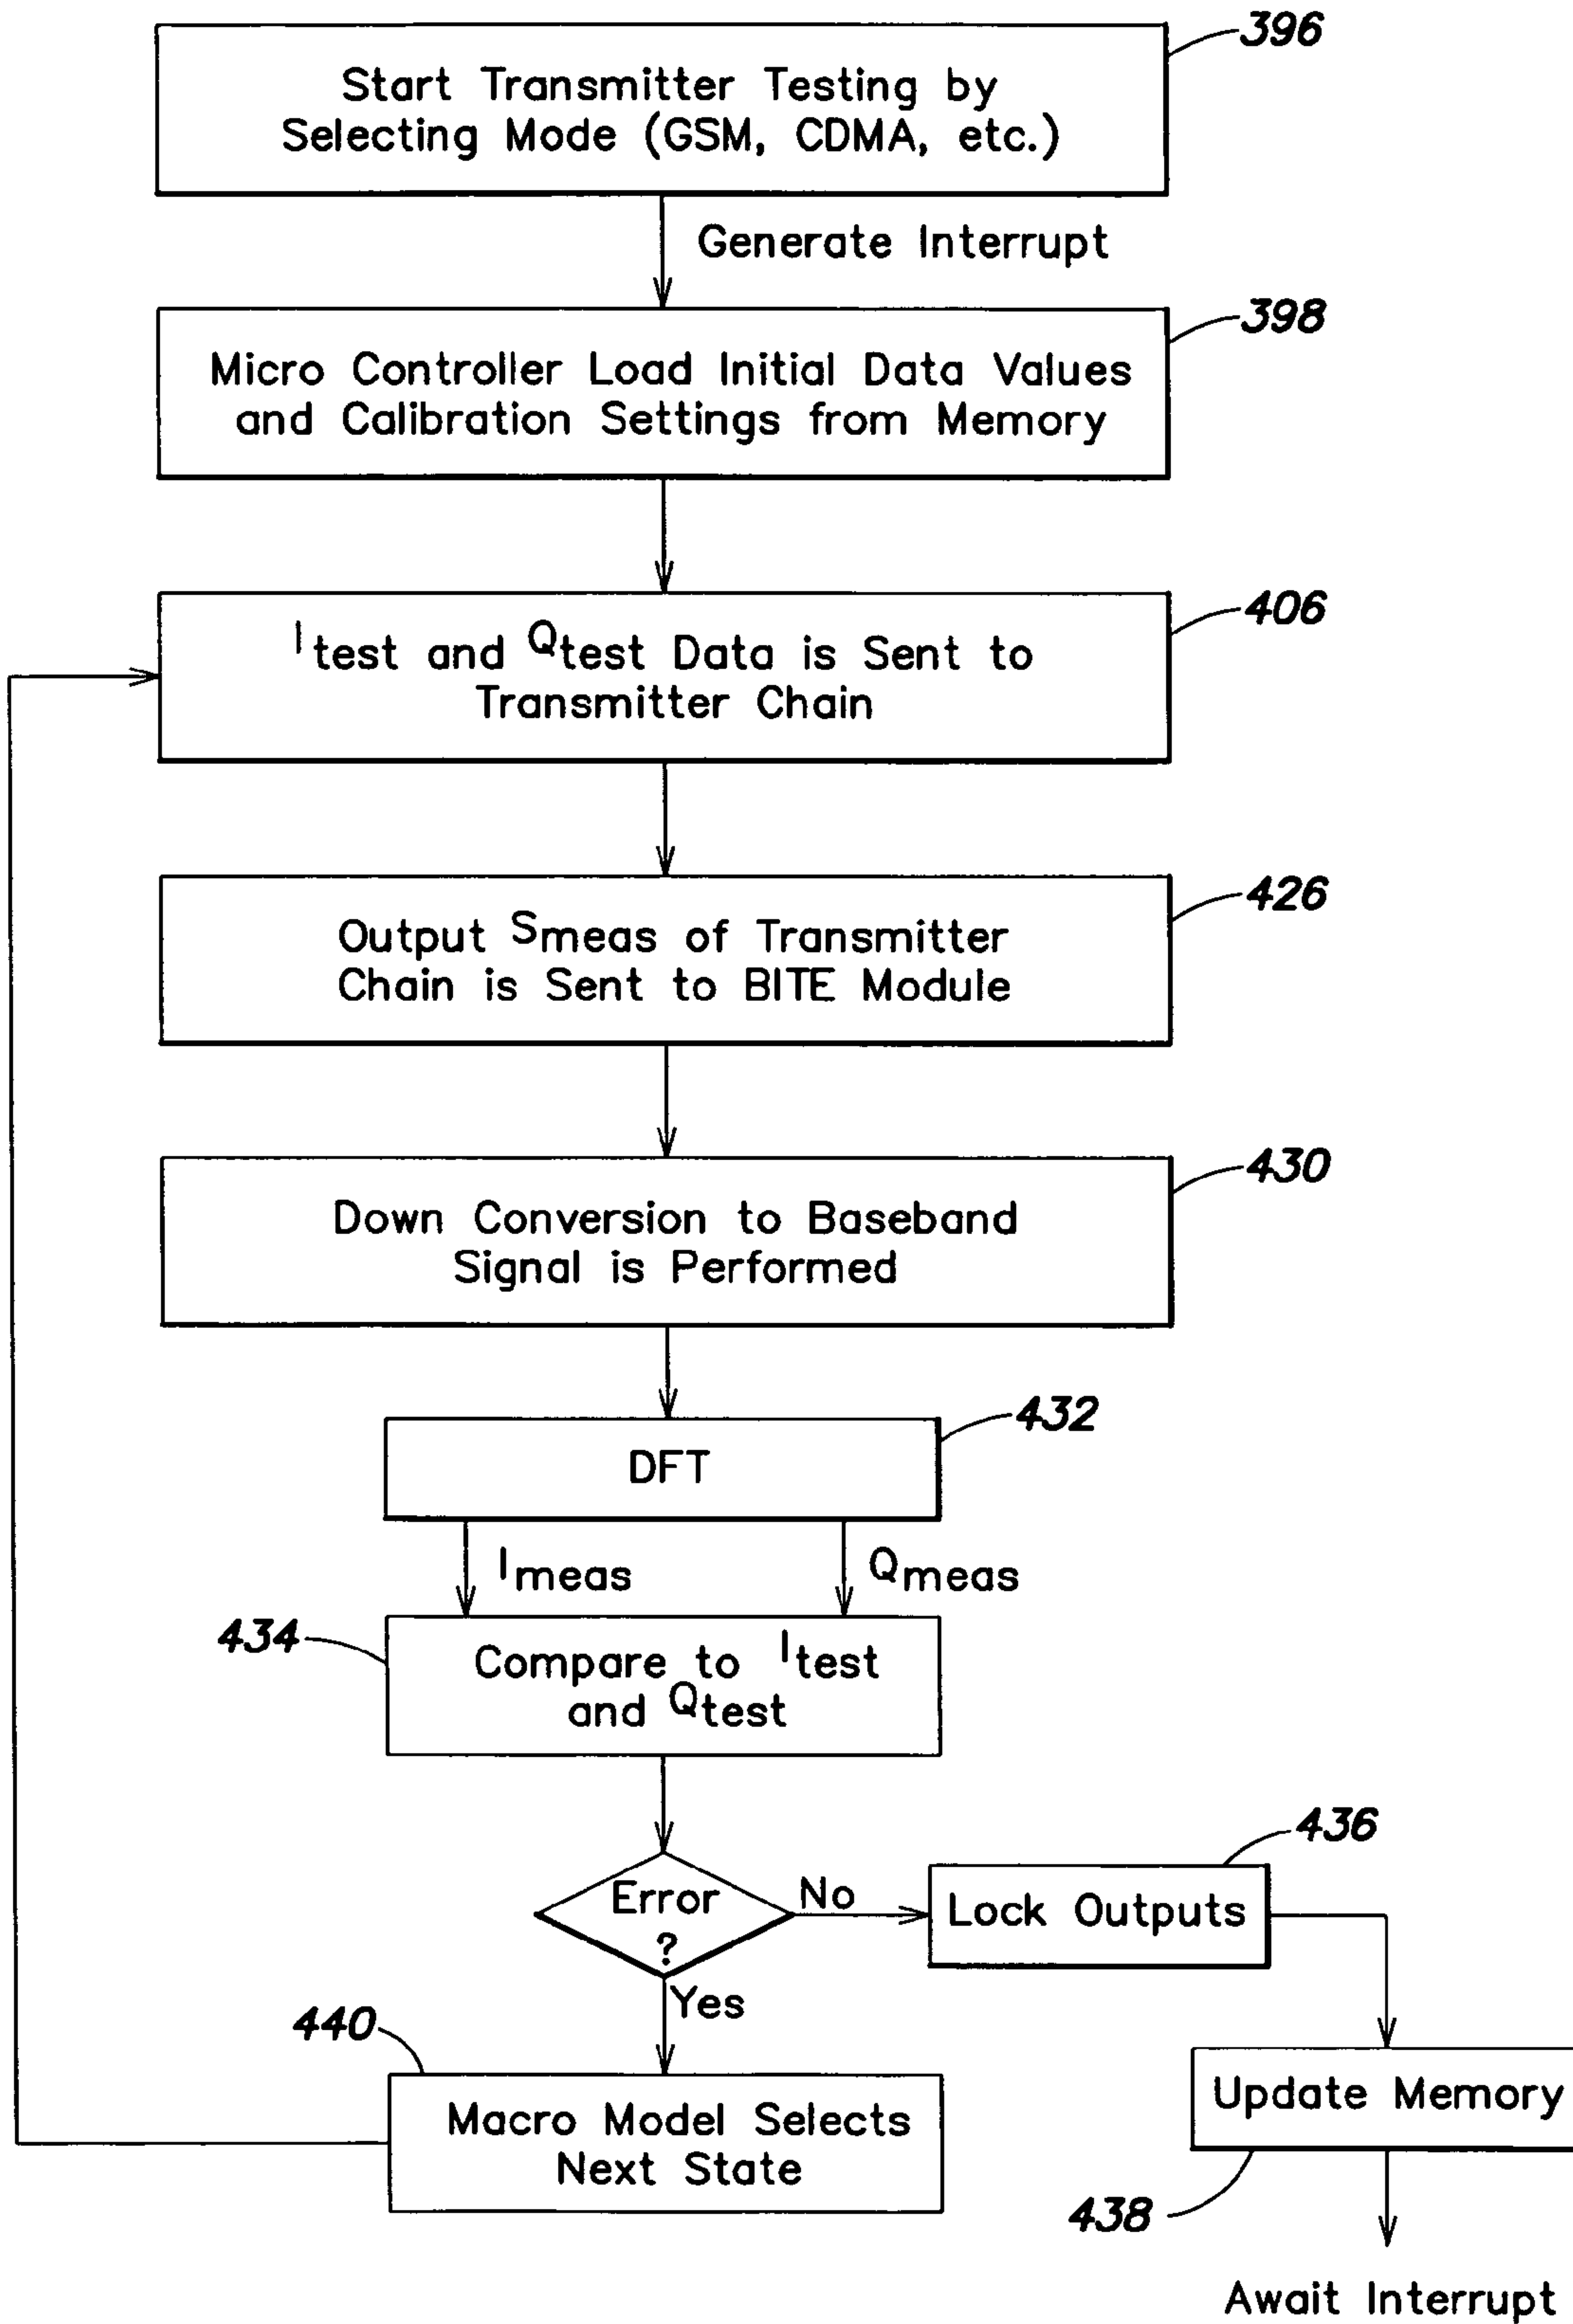 396
Start Transmitter Testing by
Selecting Mode (GSM, CDMA, etc.)
Generate Interrupt
398
Micro Controller Load Initial Data Values
and Calibration Settings from Memory
406
Itest and Qtest Data is Sent to
Transmitter Chain
426
Output Smeas of Transmitter
Chain is Sent to BITE Module
430
Down Conversion to Baseband
Signal is Performed
432
DFT
Imeas
Qmeas
434
Compare to Itest
and Qtest
Error
?
No
436
Lock Outputs
Yes
440
Macro Model Selects
Next State
Update Memory
438
Await Interrupt